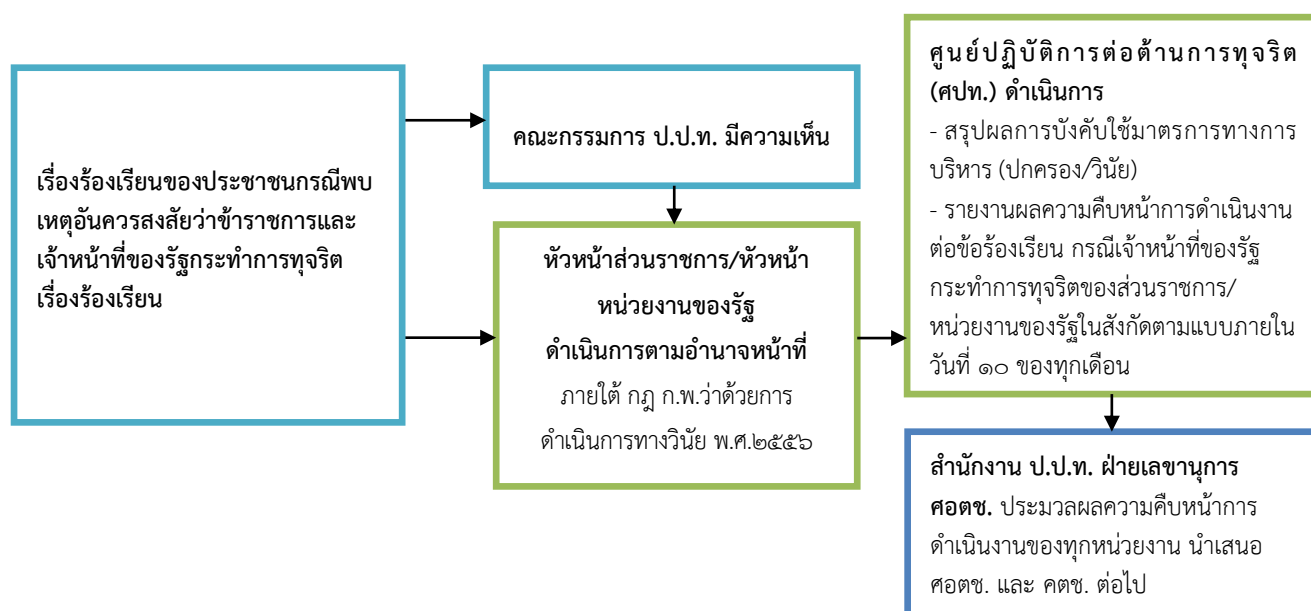 เรื่องร้องเรียนของประชาชนกรณีพบ
เหตุอันควรสงสัยว่าข้าราชการและ
เจ้าหน้าที่ของรัฐกระทำการทุจริต
เรื่องร้องเรียน
คณะกรรมการ ป.ป.ท. มีความเห็น
หัวหน้าส่วนราชการ/หัวหน้า
หน่วยงานของรัฐ
ดำเนินการตามอำนาจหน้าที่
ภายใต้ กฎ ก.พ.ว่าด้วยการ
ดำเนินการทางวินัย พ.ศ.๒๕๕๖
ศูนย์ปฏิบัติการต่อต้านการทุจริต
(ศปท.) ดำเนินการ
- สรุปผลการบังคับใช้มาตรการทางการ
บริหาร (ปกครอง/วินัย)
- รายงานผลความคืบหน้าการดำเนินงาน
ต่อข้อร้องเรียน กรณีเจ้าหน้าที่ของรัฐ
กระทำการทุจริตของส่วนราชการ/
หน่วยงานของรัฐในสังกัดตามแบบภายใน
วันที่ ๑๐ ของทุกเดือน
สำนักงาน ป.ป.ท. ฝ่ายเลขานุการ
ศอตช. ประมวลผลความคืบหน้าการ
ดำเนินงานของทุกหน่วยงาน นำเสนอ
ศอตช. และ คตช. ต่อไป